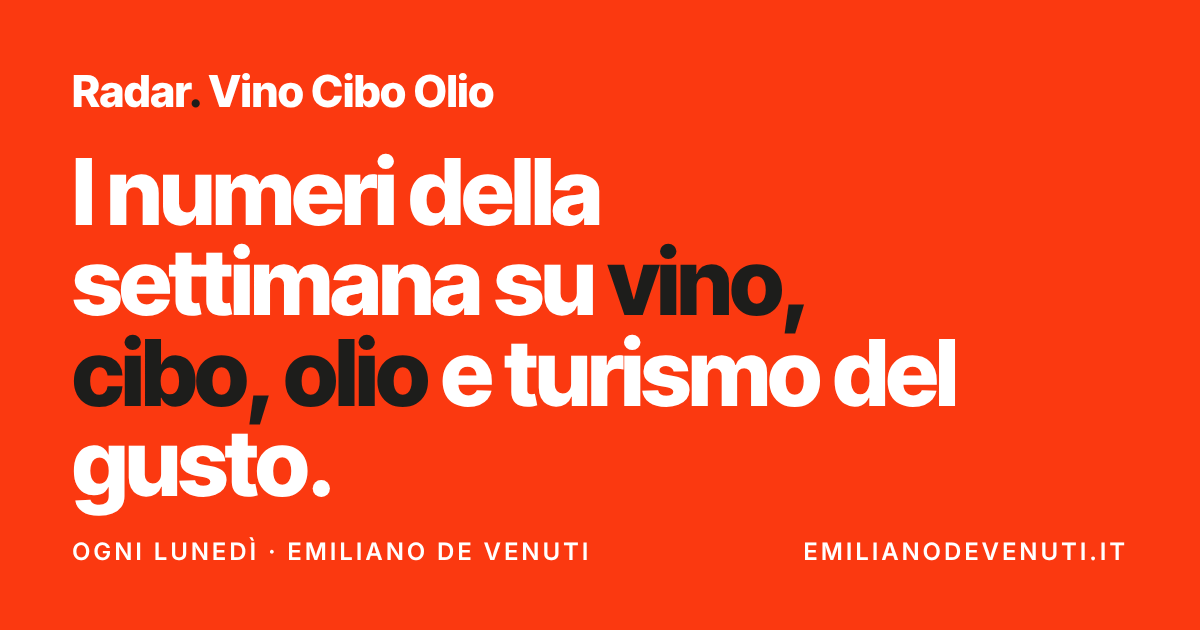 Radar. Vino Cibo Olio
I numeri della
settimana su vino,
cibo, olio e turismo del
gusto.
OGNI LUNEDÌ · EMILIANO DE VENUTI
EMILIANODEVENUTI.IT